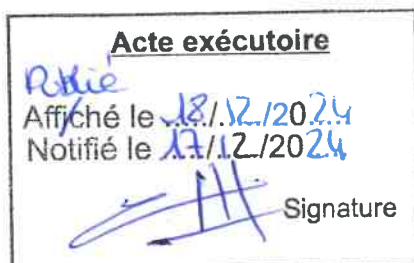 Acte exécutoire
Publié
Affiché le 18/12/2024
Notifié le 17/12/2024
Signature